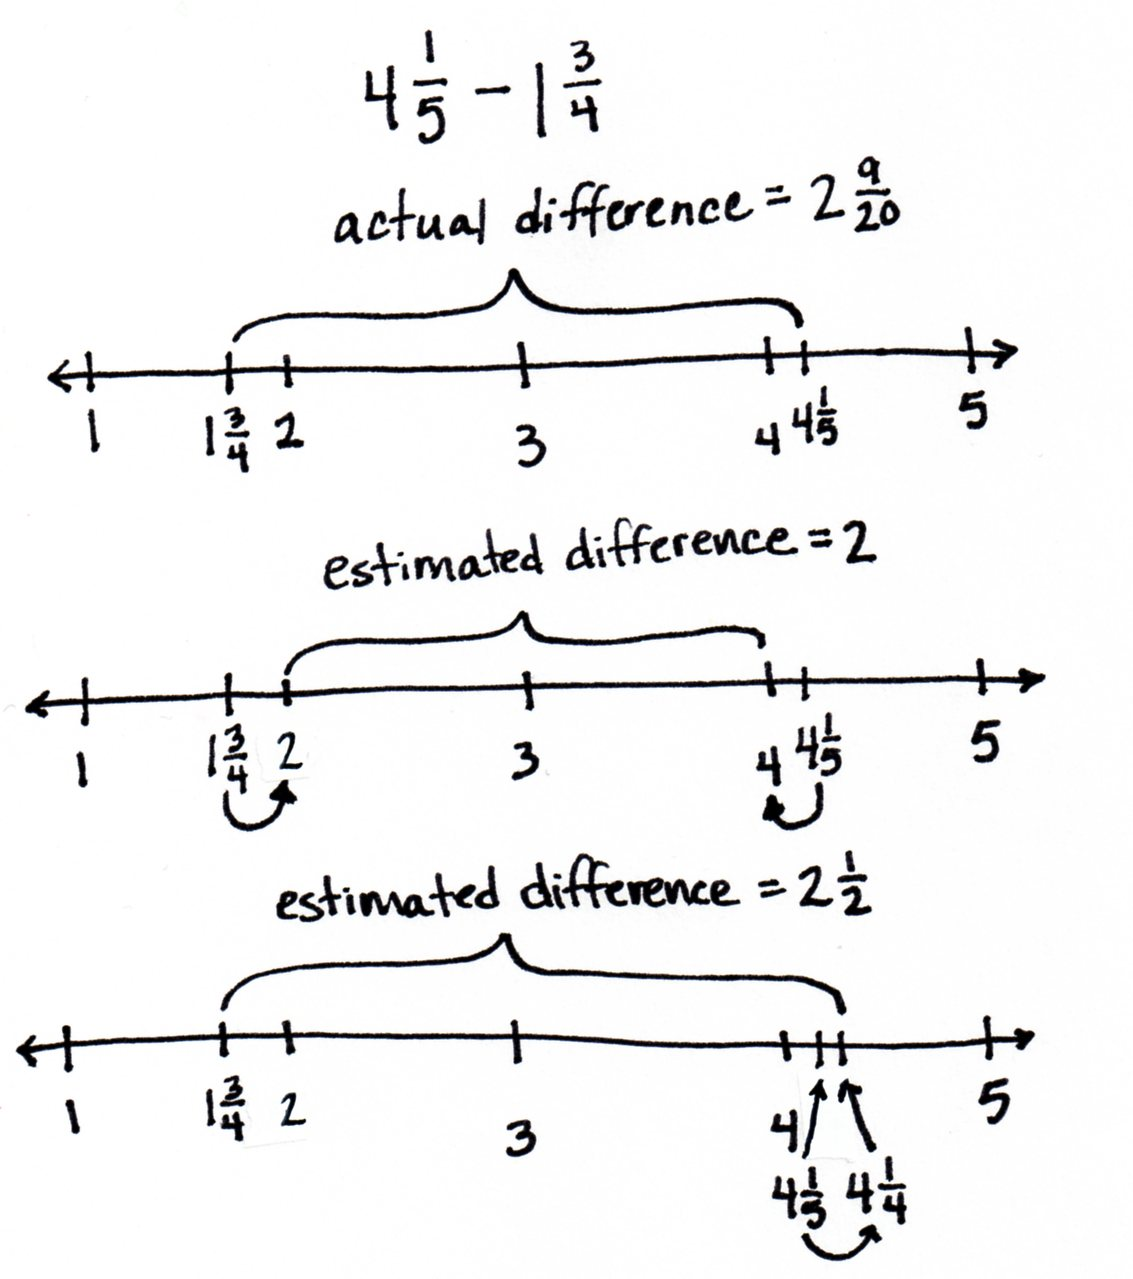 4 1/5 - 1 3/4
actual difference = 2 9/20
1 1 3/4 2 3 4 4 1/5 5
estimated difference = 2
1 1 3/4 2 3 4 4 1/5 5
estimated difference = 2 1/2
1 1 3/4 2 3 4 5
4 1/5 4 1/4